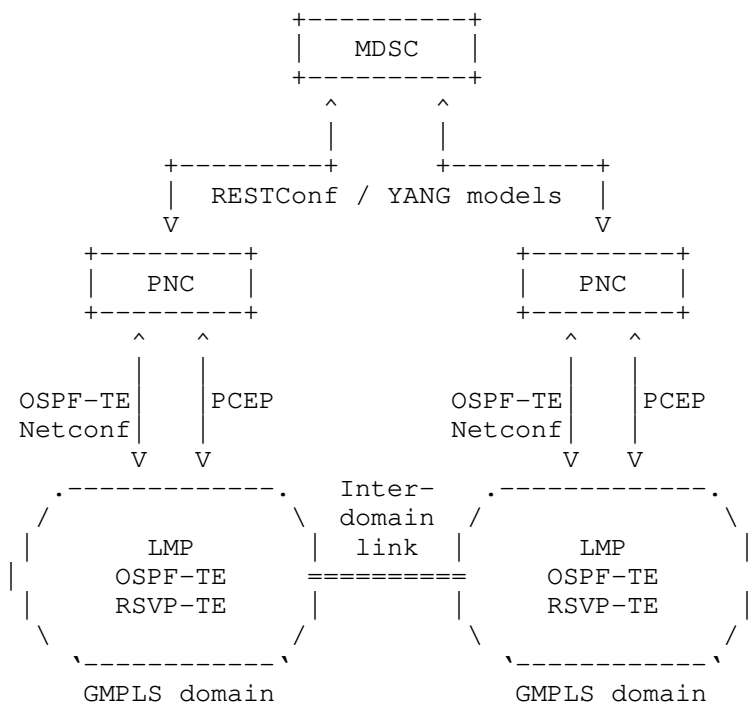 MDSC
RESTConf / YANG models
PNC PNC
OSPF-TE PCEP OSPF-TE PCEP
Netconf Netconf
Inter-
domain
LMP link LMP
OSPF-TE OSPF-TE
RSVP-TE RSVP-TE
GMPLS domain GMPLS domain